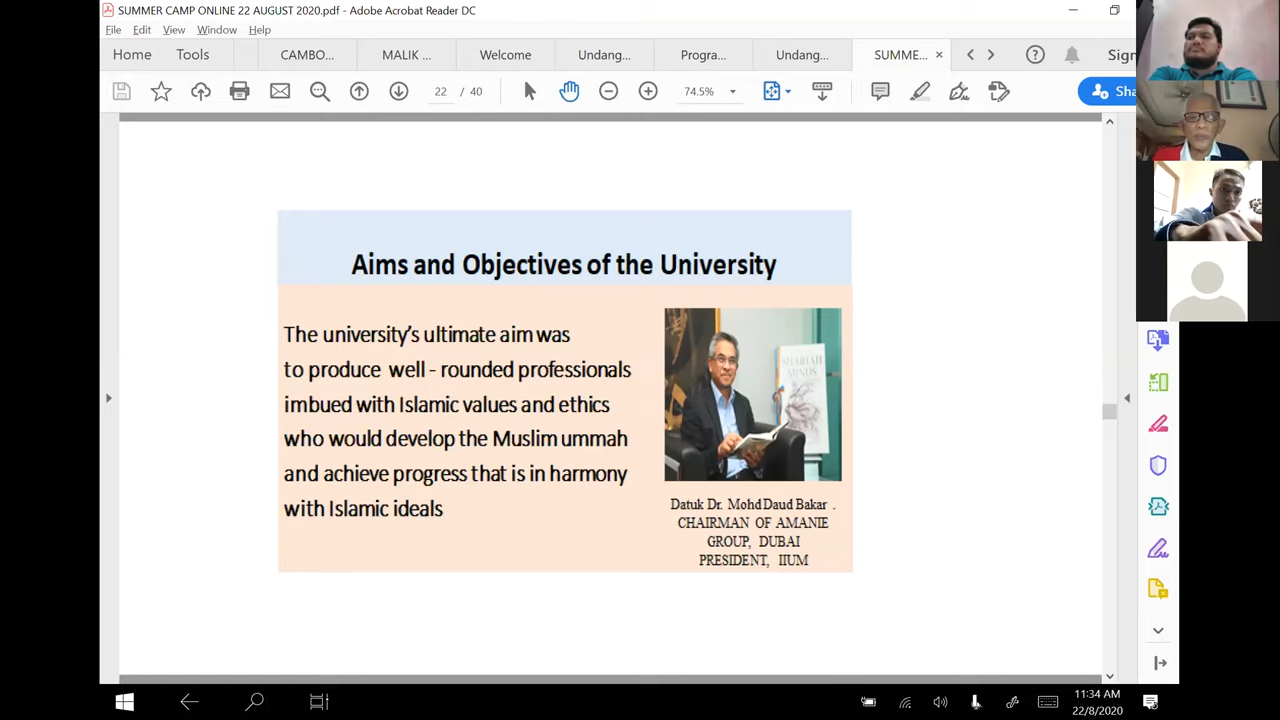 SUMMER CAMP ONLINE 22 AUGUST 2020.pdf - Adobe Acrobat Reader DC
File Edit View Window Help
Home Tools CAMBO... MALIK ... Welcome Undang... Progra... Undang... SUMME... × Sign
22 / 40 74.5% Sha
Aims and Objectives of the University
The university's ultimate aim was
to produce well - rounded professionals
imbued with Islamic values and ethics
who would develop the Muslim ummah
and achieve progress that is in harmony
with Islamic ideals
SHARIAH
MINDS
Datuk Dr. Mohd Daud Bakar .
CHAIRMAN OF AMANIE
GROUP, DUBAI
PRESIDENT, IIUM
11:34 AM
22/8/2020